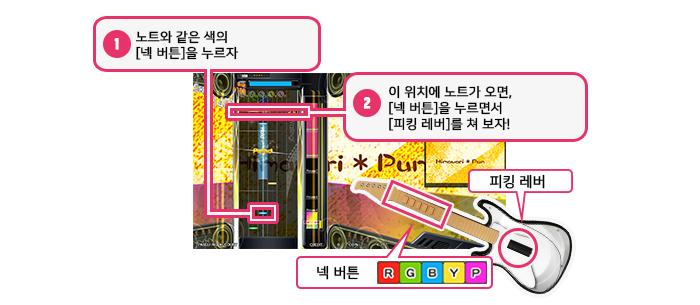 1
노트와 같은 색의
[넥 버튼]을 누르자
2
이 위치에 노트가 오면,
[넥 버튼]을 누르면서
[피킹 레버]를 쳐 보자!
Himawari * Pun
피킹 레버
넥 버튼
R G B Y P